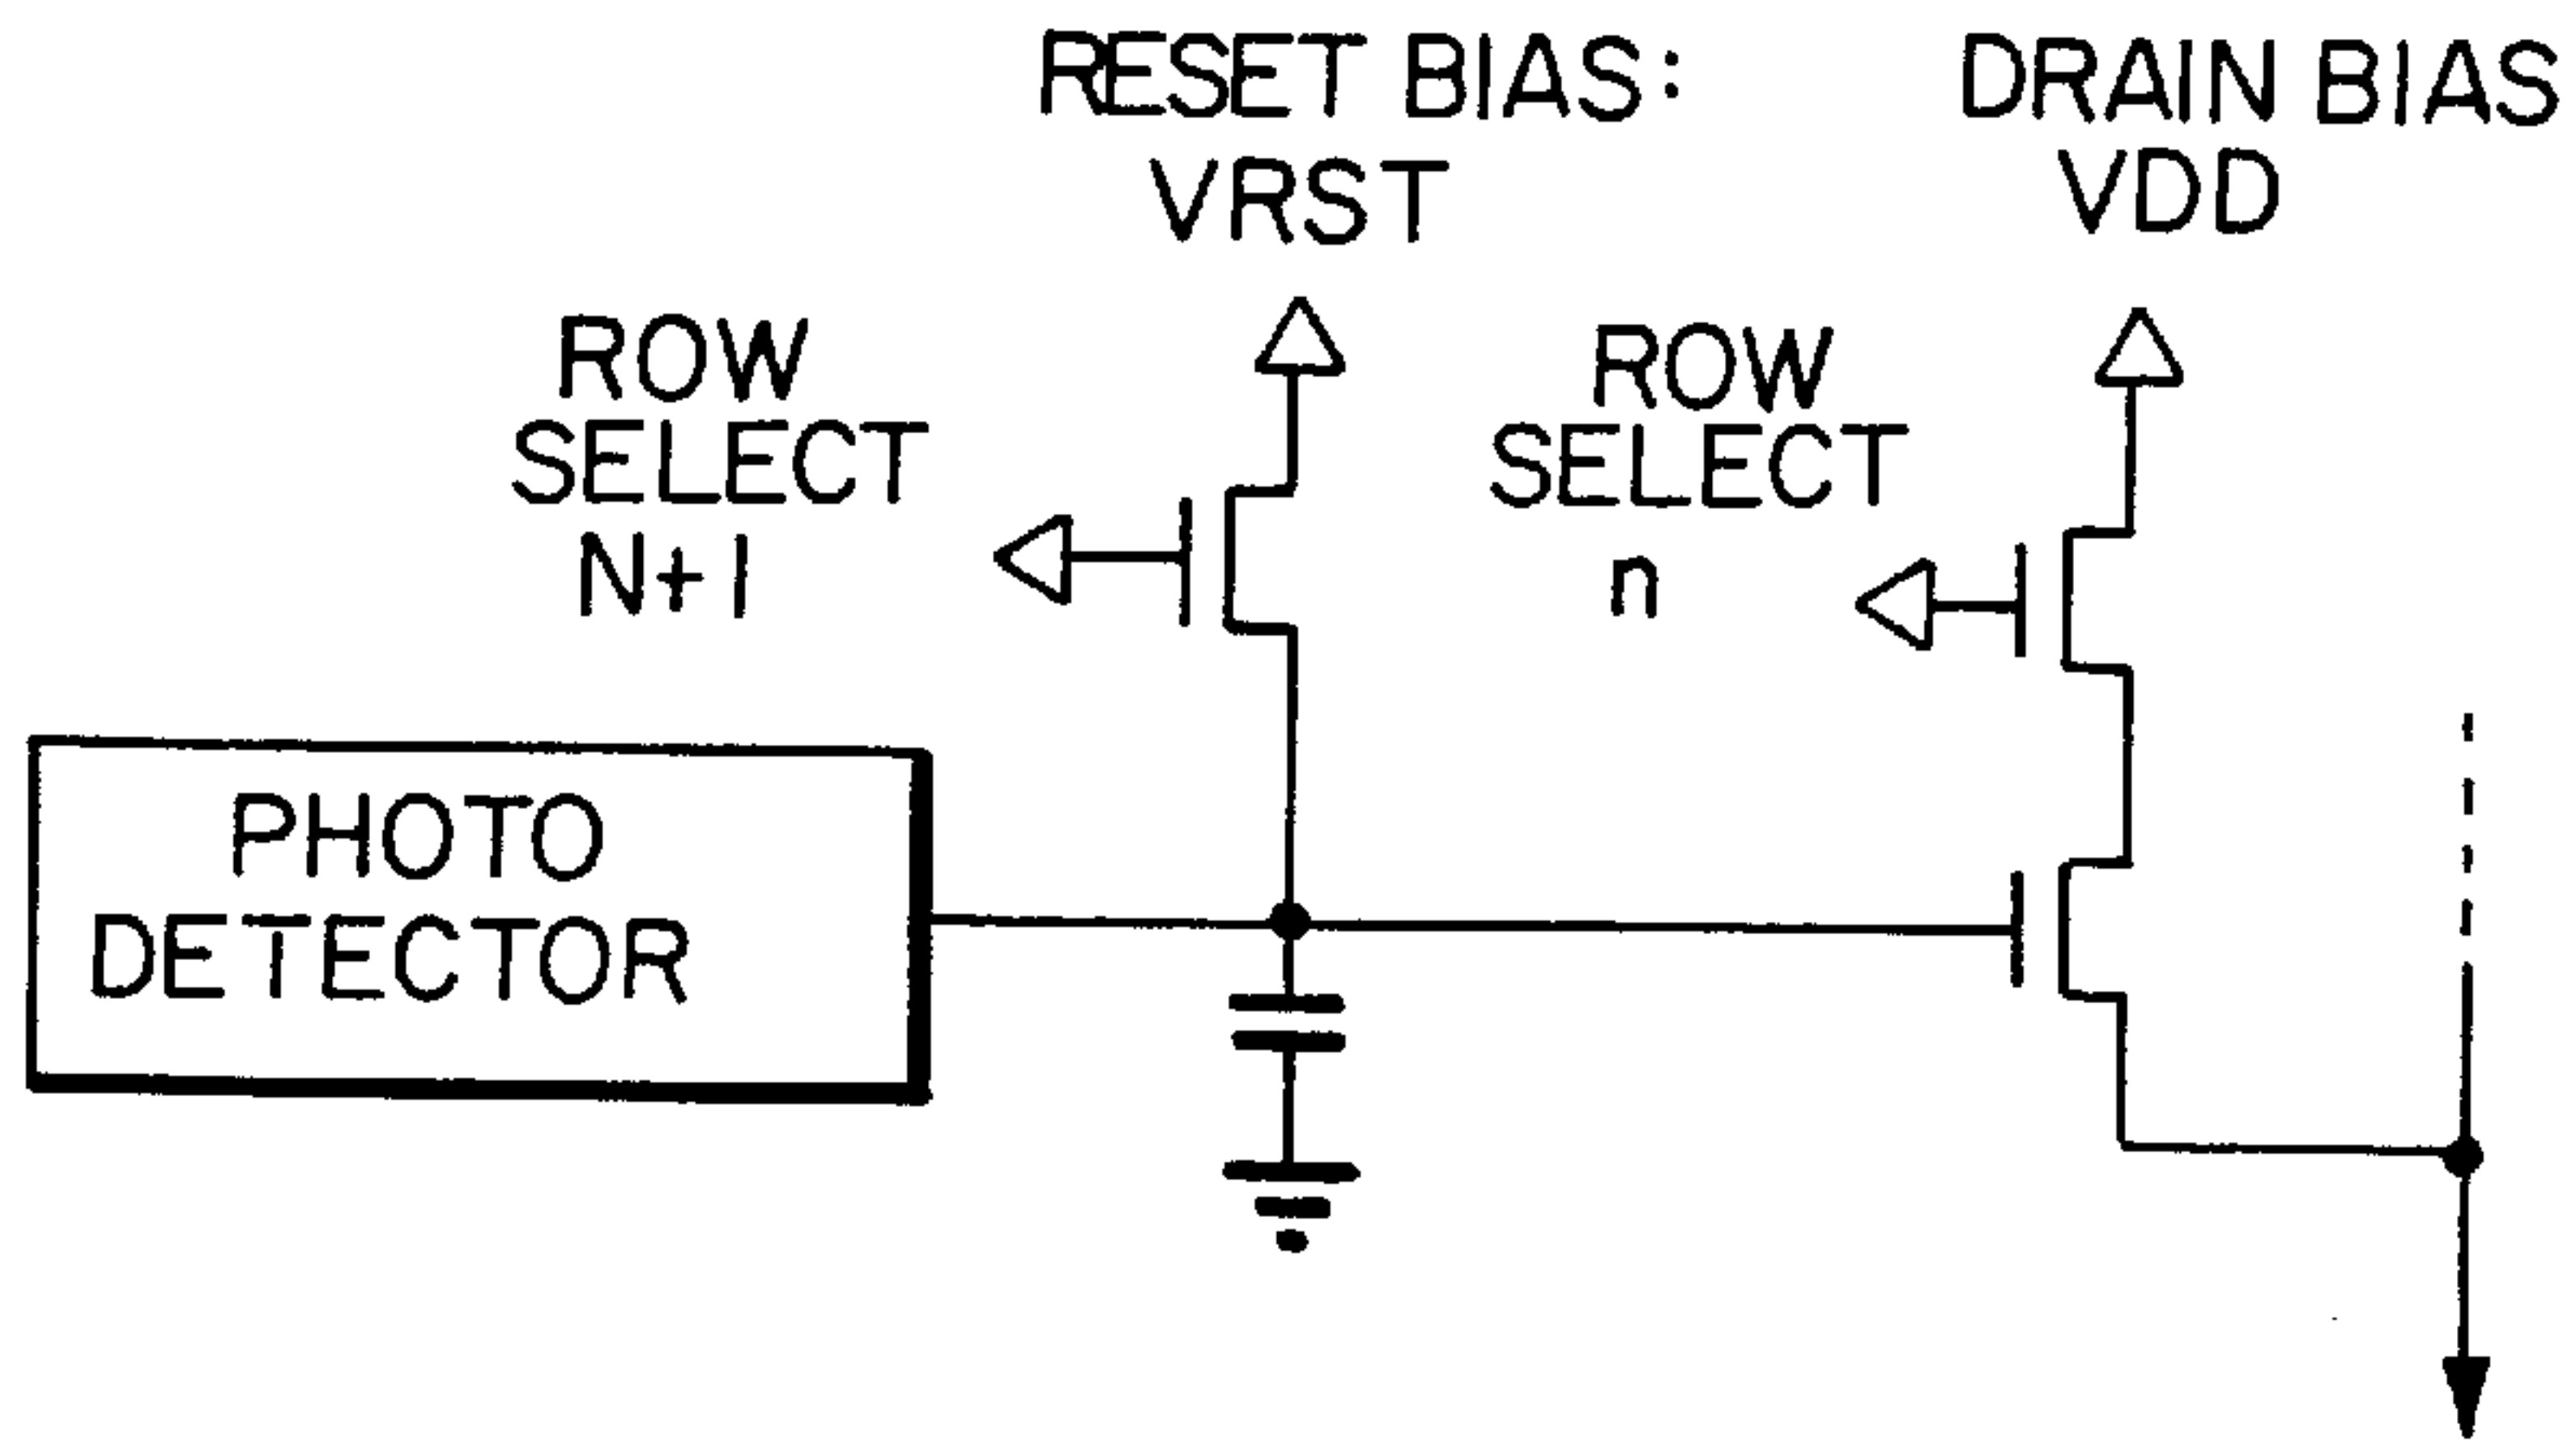 RESET BIAS:
VRST
DRAIN BIAS
VDD
ROW
SELECT
N+1
ROW
SELECT
n
PHOTO
DETECTOR